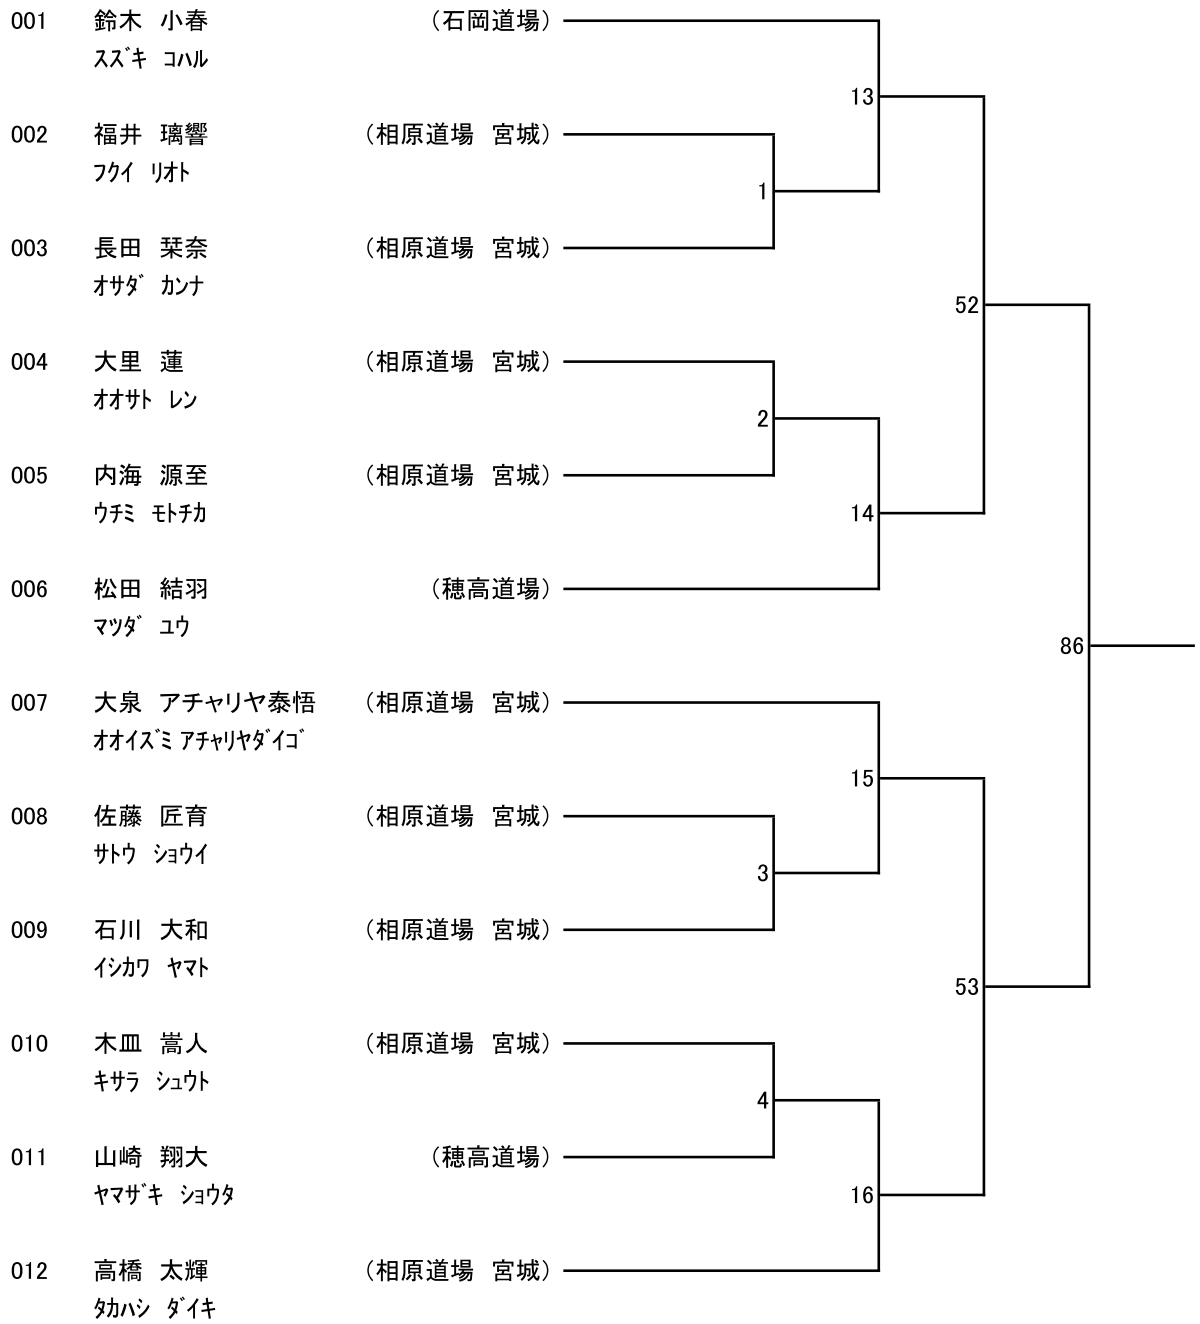 001 鈴木 小春 （石岡道場）
ｽｽﾞｷ ｺﾊﾙ
13
002 福井 璃響 （相原道場 宮城）
ﾌｸｲ ﾘｵﾄ
1
003 長田 栞奈 （相原道場 宮城）
ｵｻﾀﾞ ｶﾝﾅ
52
004 大里 蓮 （相原道場 宮城）
ｵｵｻﾄ ﾚﾝ
2
005 内海 源至 （相原道場 宮城）
ｳﾁﾐ ﾓﾄﾁｶ
14
006 松田 結羽 （穂高道場）
ﾏﾂﾀﾞ ﾕｳ
86
007 大泉 アチャリヤ泰悟 （相原道場 宮城）
ｵｵｲｽﾞﾐ ｱﾁｬﾘﾔﾀﾞｲｺﾞ
15
008 佐藤 匠育 （相原道場 宮城）
ｻﾄｳ ｼｮｳｲ
3
009 石川 大和 （相原道場 宮城）
ｲｼｶﾜ ﾔﾏﾄ
53
010 木皿 嵩人 （相原道場 宮城）
ｷｻﾗ ｼｭｳﾄ
4
011 山崎 翔大 （穂高道場）
ﾔﾏｻﾞｷ ｼｮｳﾀ
16
012 高橋 太輝 （相原道場 宮城）
ﾀｶﾊｼ ﾀﾞｲｷ